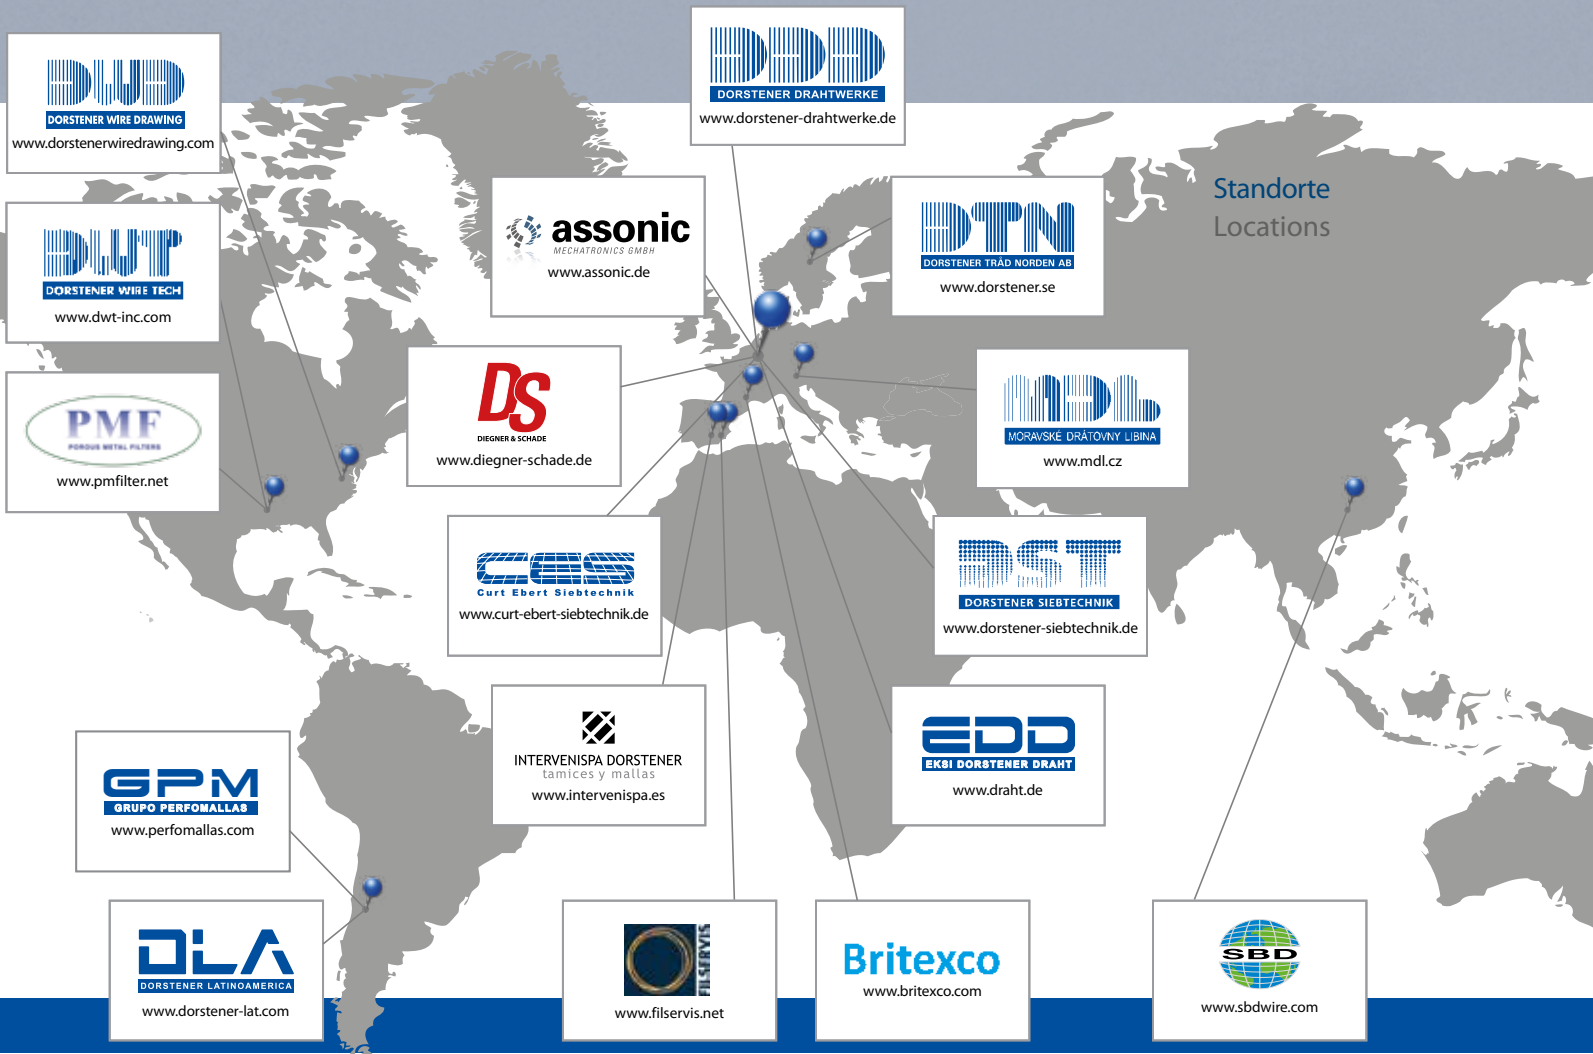 DWD
DORSTENER WIRE DRAWING
www.dorstenerwiredrawing.com
DDD
DORSTENER DRAHTWERKE
www.dorstener-drahtwerke.de
Standorte
Locations
DWT
DORSTENER WIRE TECH
www.dwt-inc.com
assonic
MECHATRONICS GMBH
www.assonic.de
DTN
DORSTENER TRÅD NORDEN AB
www.dorstener.se
PMF
POROUS METAL FILTERS
www.pmfilter.net
DS
DIEGNER & SCHADE
www.diegner-schade.de
MDL
MORAVSKÉ DRÁTOVNY LIBINA
www.mdl.cz
CES
Curt Ebert Siebtechnik
www.curt-ebert-siebtechnik.de
DST
DORSTENER SIEBTECHNIK
www.dorstener-siebtechnik.de
INTERVENISPA DORSTENER
tamices y mallas
www.intervenispa.es
EDD
EKSI DORSTENER DRAHT
www.draht.de
GPM
GRUPO PERFOMALLAS
www.perfomallas.com
DLA
DORSTENER LATINOAMERICA
www.dorstener-lat.com
FILSERVIS
www.filservis.net
Britexco
www.britexco.com
SBD
www.sbdwire.com